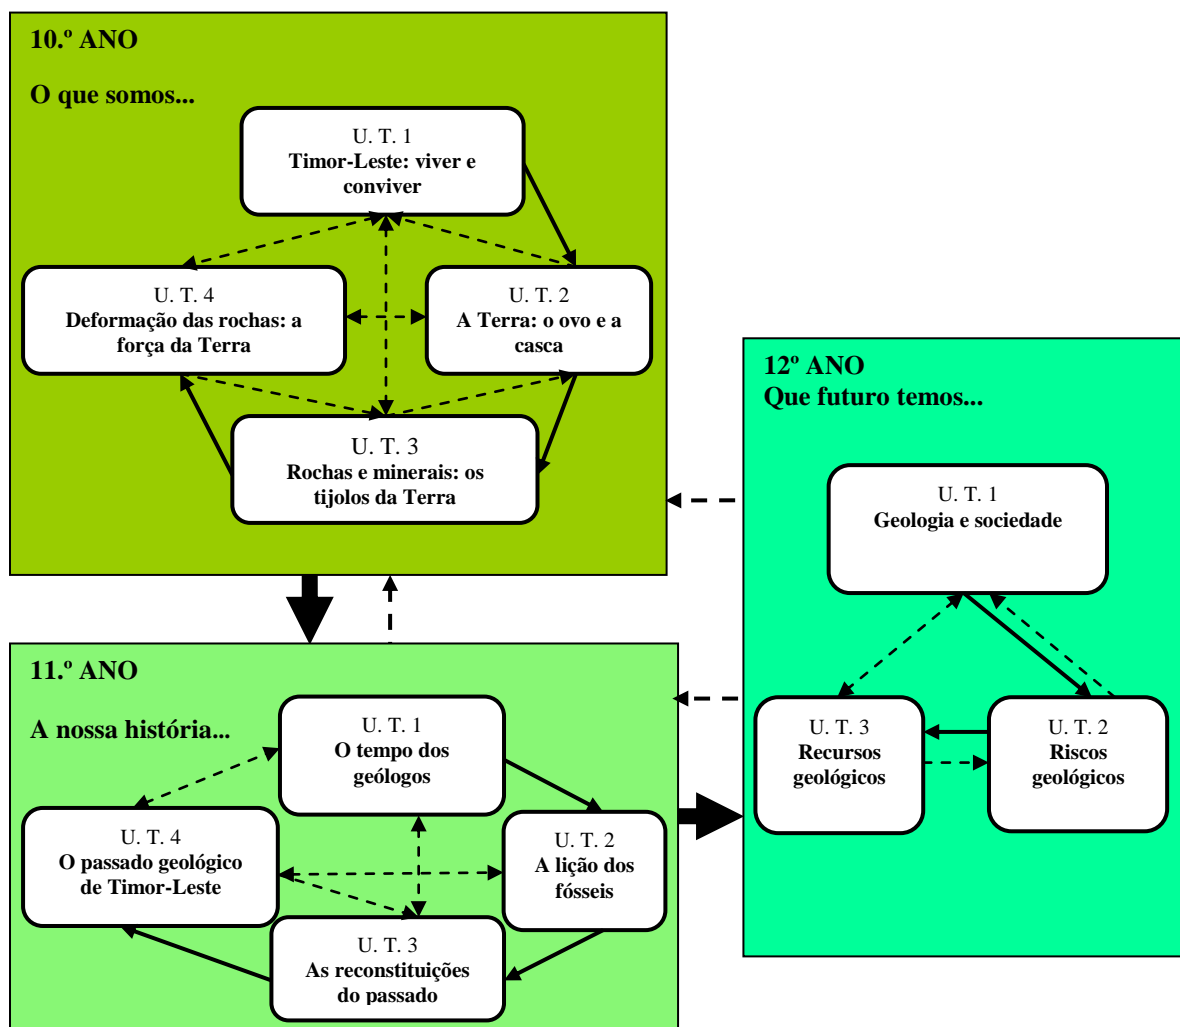 10.º ANO
O que somos...
U. T. 1
Timor-Leste: viver e
conviver
U. T. 4
Deformação das rochas: a
força da Terra
U. T. 2
A Terra: o ovo e a
casca
U. T. 3
Rochas e minerais: os
tijolos da Terra
11.º ANO
A nossa história...
U. T. 1
O tempo dos
geólogos
U. T. 4
O passado geológico
de Timor-Leste
U. T. 2
A lição dos
fósseis
U. T. 3
As reconstituições
do passado
12º ANO
Que futuro temos...
U. T. 1
Geologia e sociedade
U. T. 3
Recursos
geológicos
U. T. 2
Riscos
geológicos